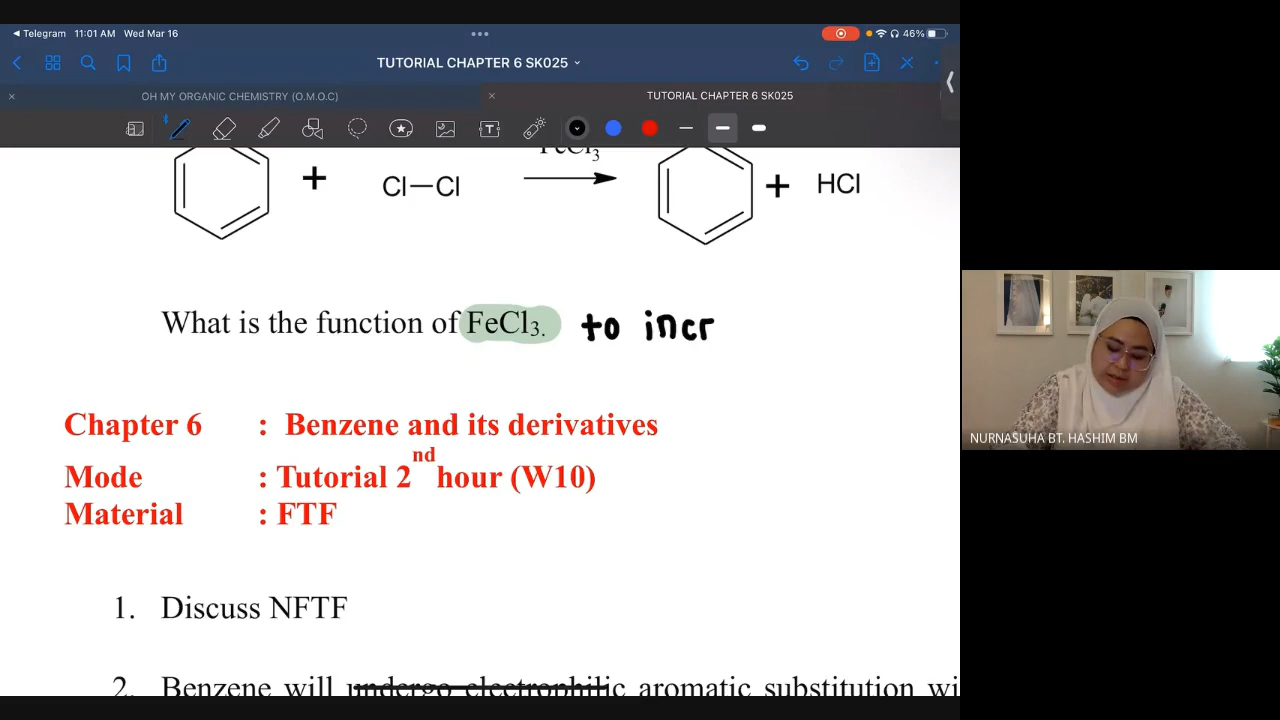 Telegram 11:01 AM Wed Mar 16
46%
TUTORIAL CHAPTER 6 SK025
OH MY ORGANIC CHEMISTRY (O.M.O.C)
TUTORIAL CHAPTER 6 SK025
FeCl3
+ Cl—Cl + HCl
What is the function of FeCl3. to incr
Chapter 6 : Benzene and its derivatives
Mode : Tutorial 2nd hour (W10)
Material : FTF
1. Discuss NFTF
2. Benzene will undergo electrophilic aromatic substitution wi
NURNASUHA BT. HASHIM BM